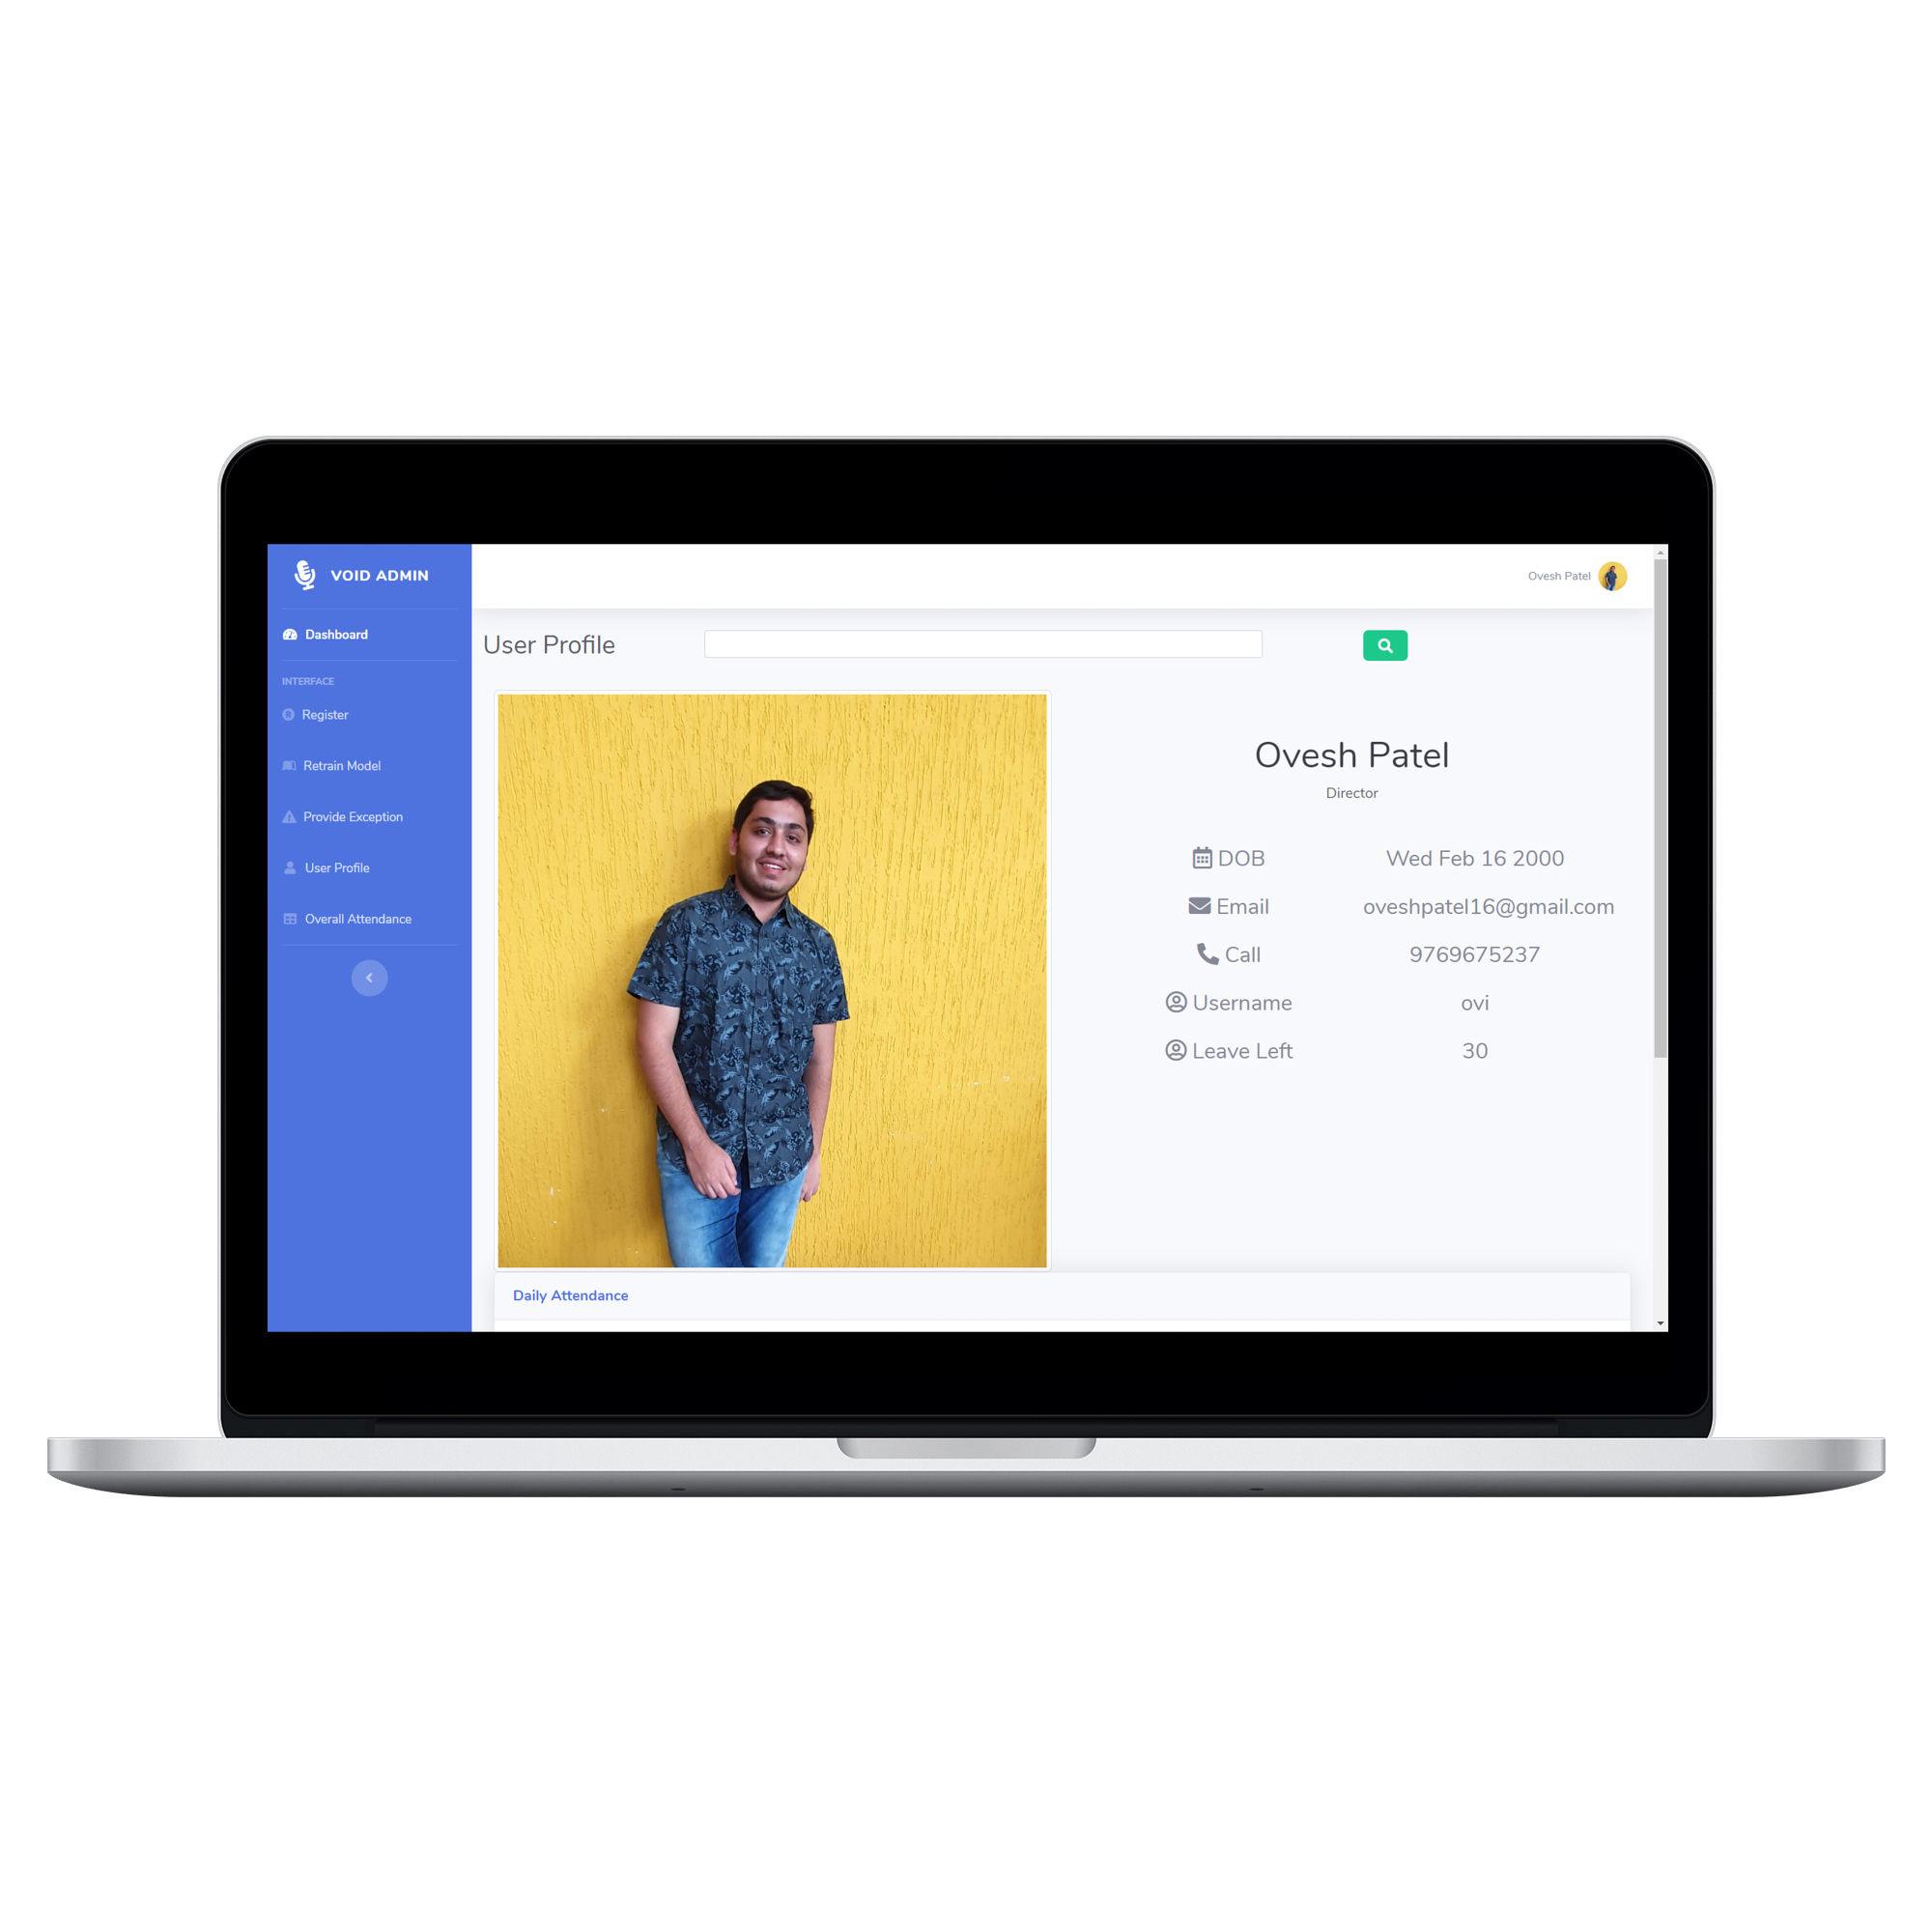 VOID ADMIN
Ovesh Patel
Dashboard
User Profile
INTERFACE
Register
Retrain Model
Provide Exception
User Profile
Overall Attendance
Ovesh Patel
Director
DOB Wed Feb 16 2000
Email oveshpatel16@gmail.com
Call 9769675237
Username ovi
Leave Left 30
Daily Attendance